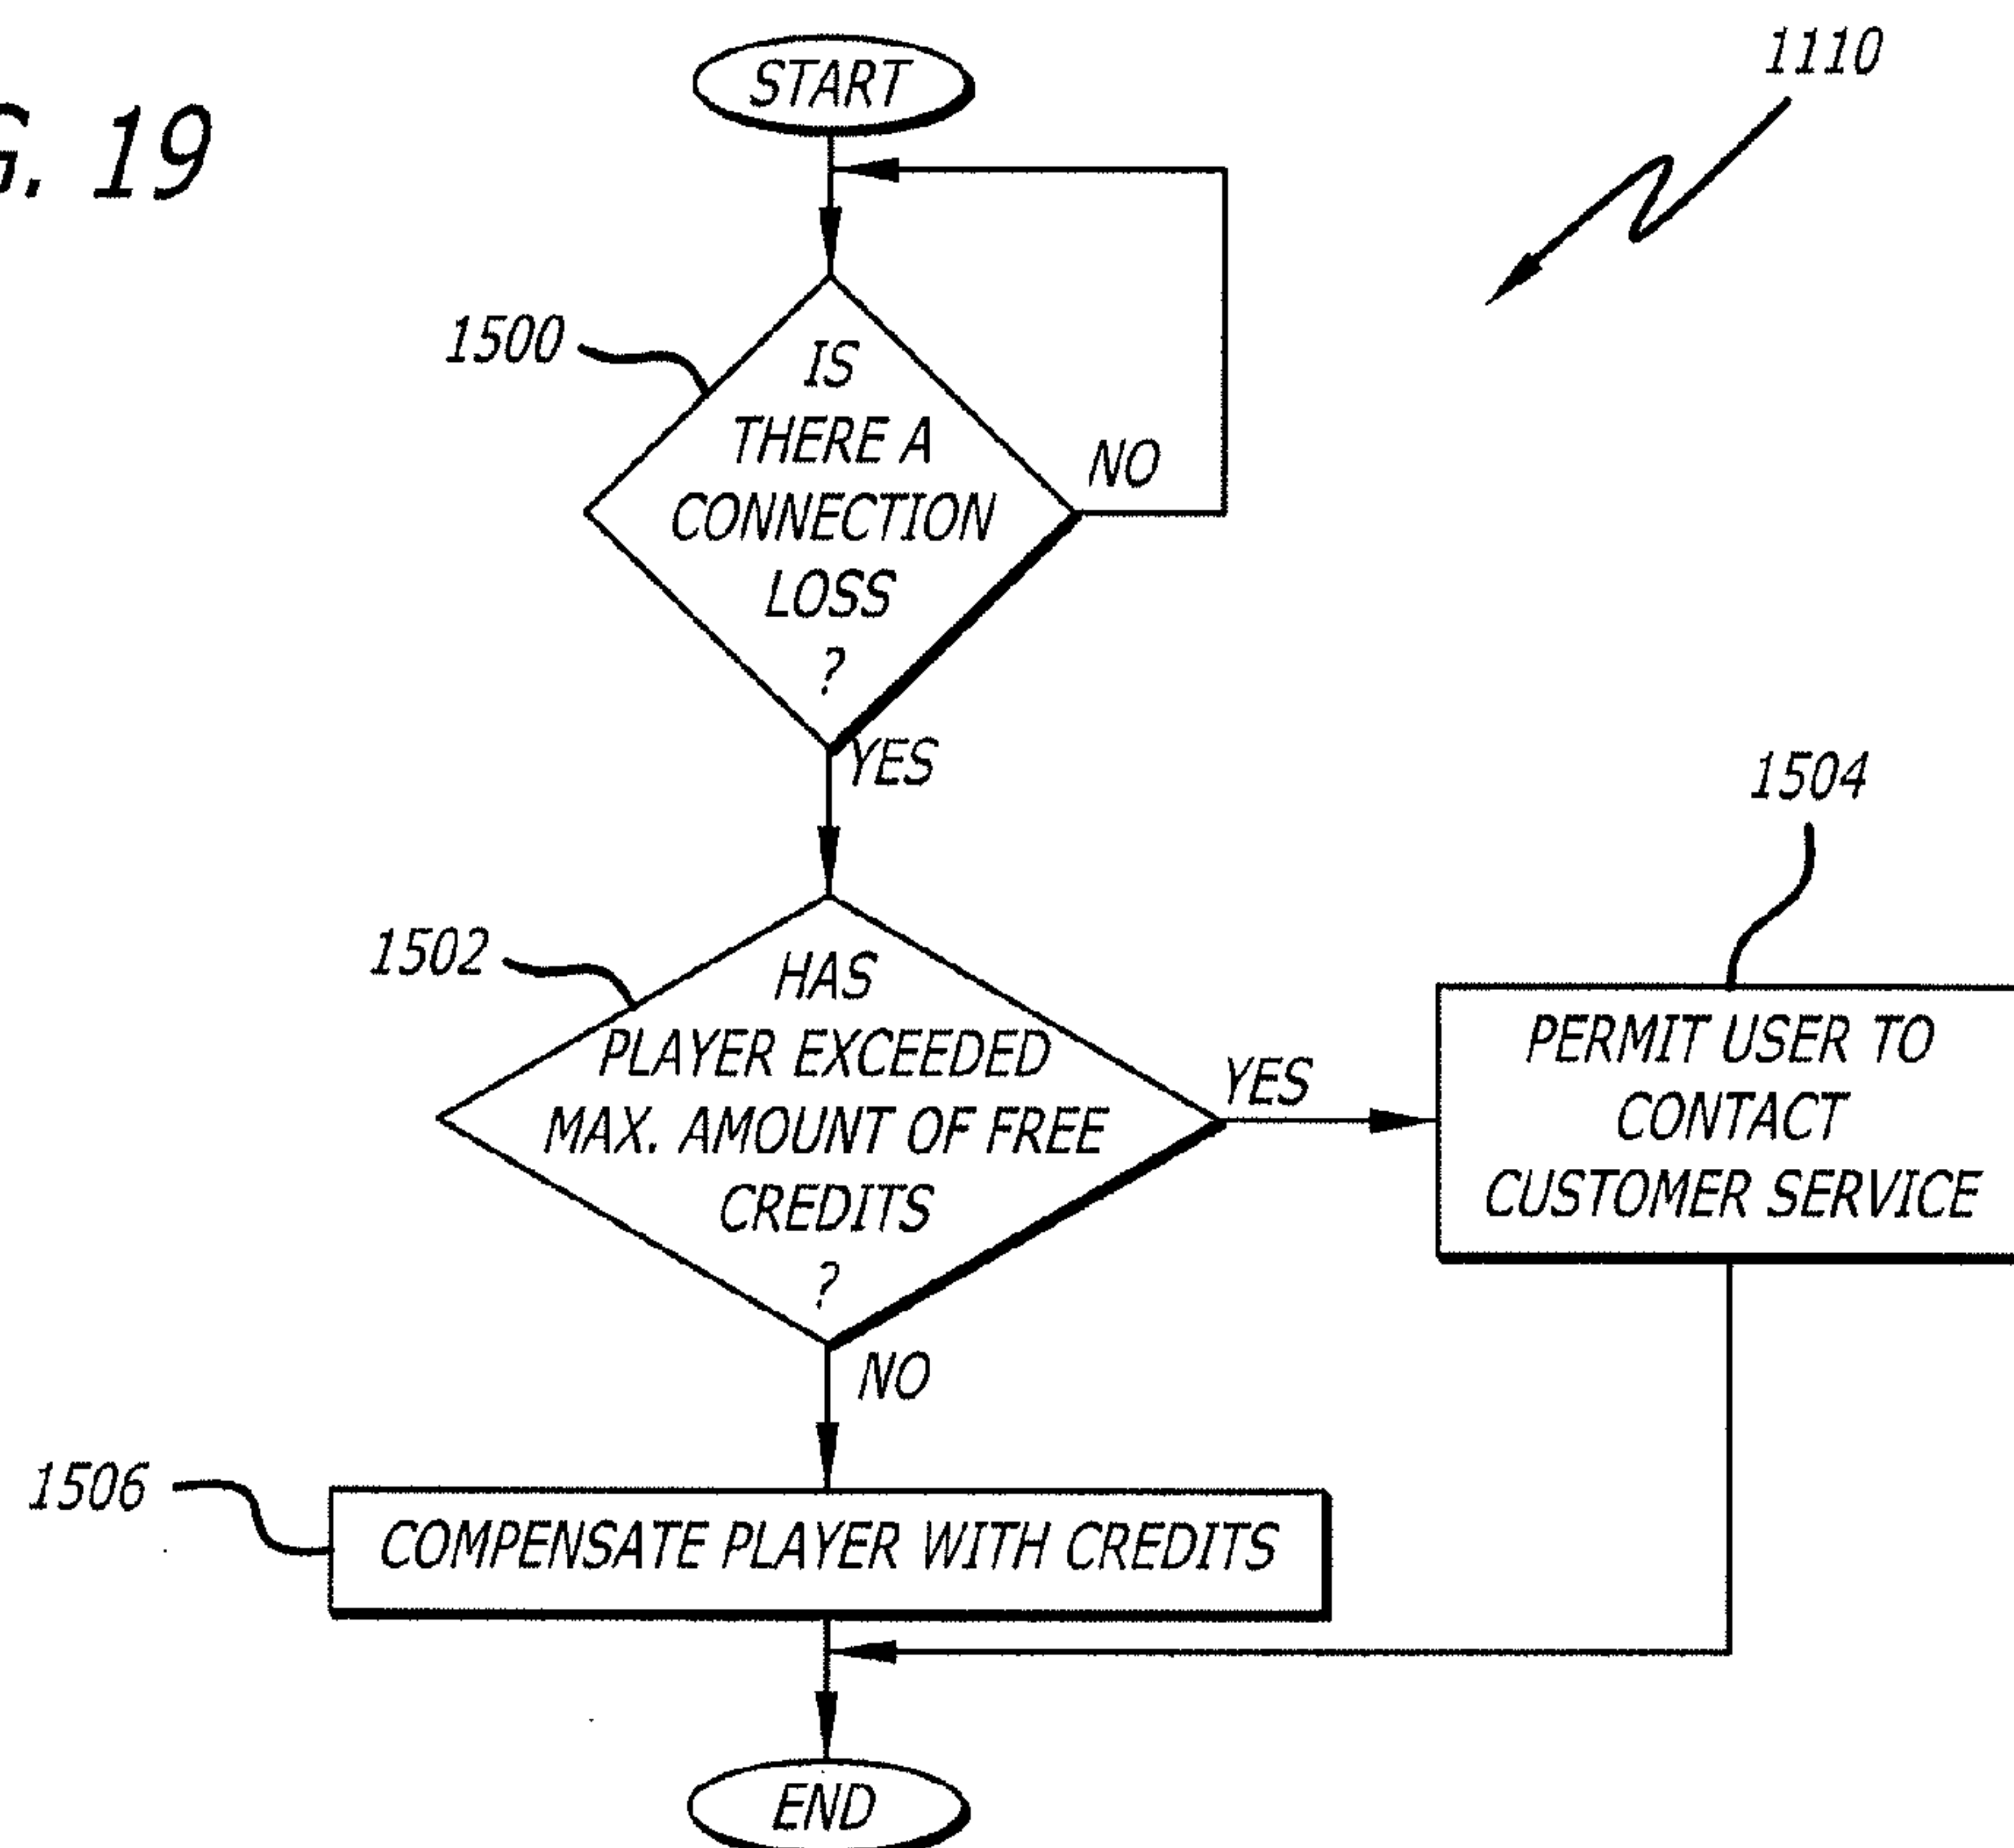 START
1110
G. 19
1500
IS
THERE A
CONNECTION
LOSS
?
NO
YES
1504
1502
HAS
PLAYER EXCEEDED
MAX. AMOUNT OF FREE
CREDITS
?
YES
PERMIT USER TO
CONTACT
CUSTOMER SERVICE
NO
1506
COMPENSATE PLAYER WITH CREDITS
END